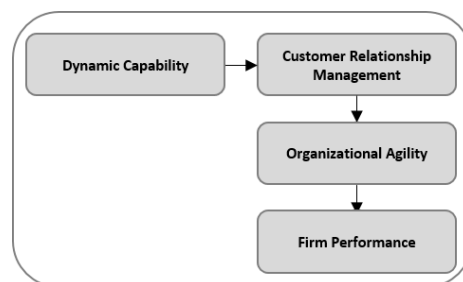 Dynamic Capability
Customer Relationship
Management
Organizational Agility
Firm Performance